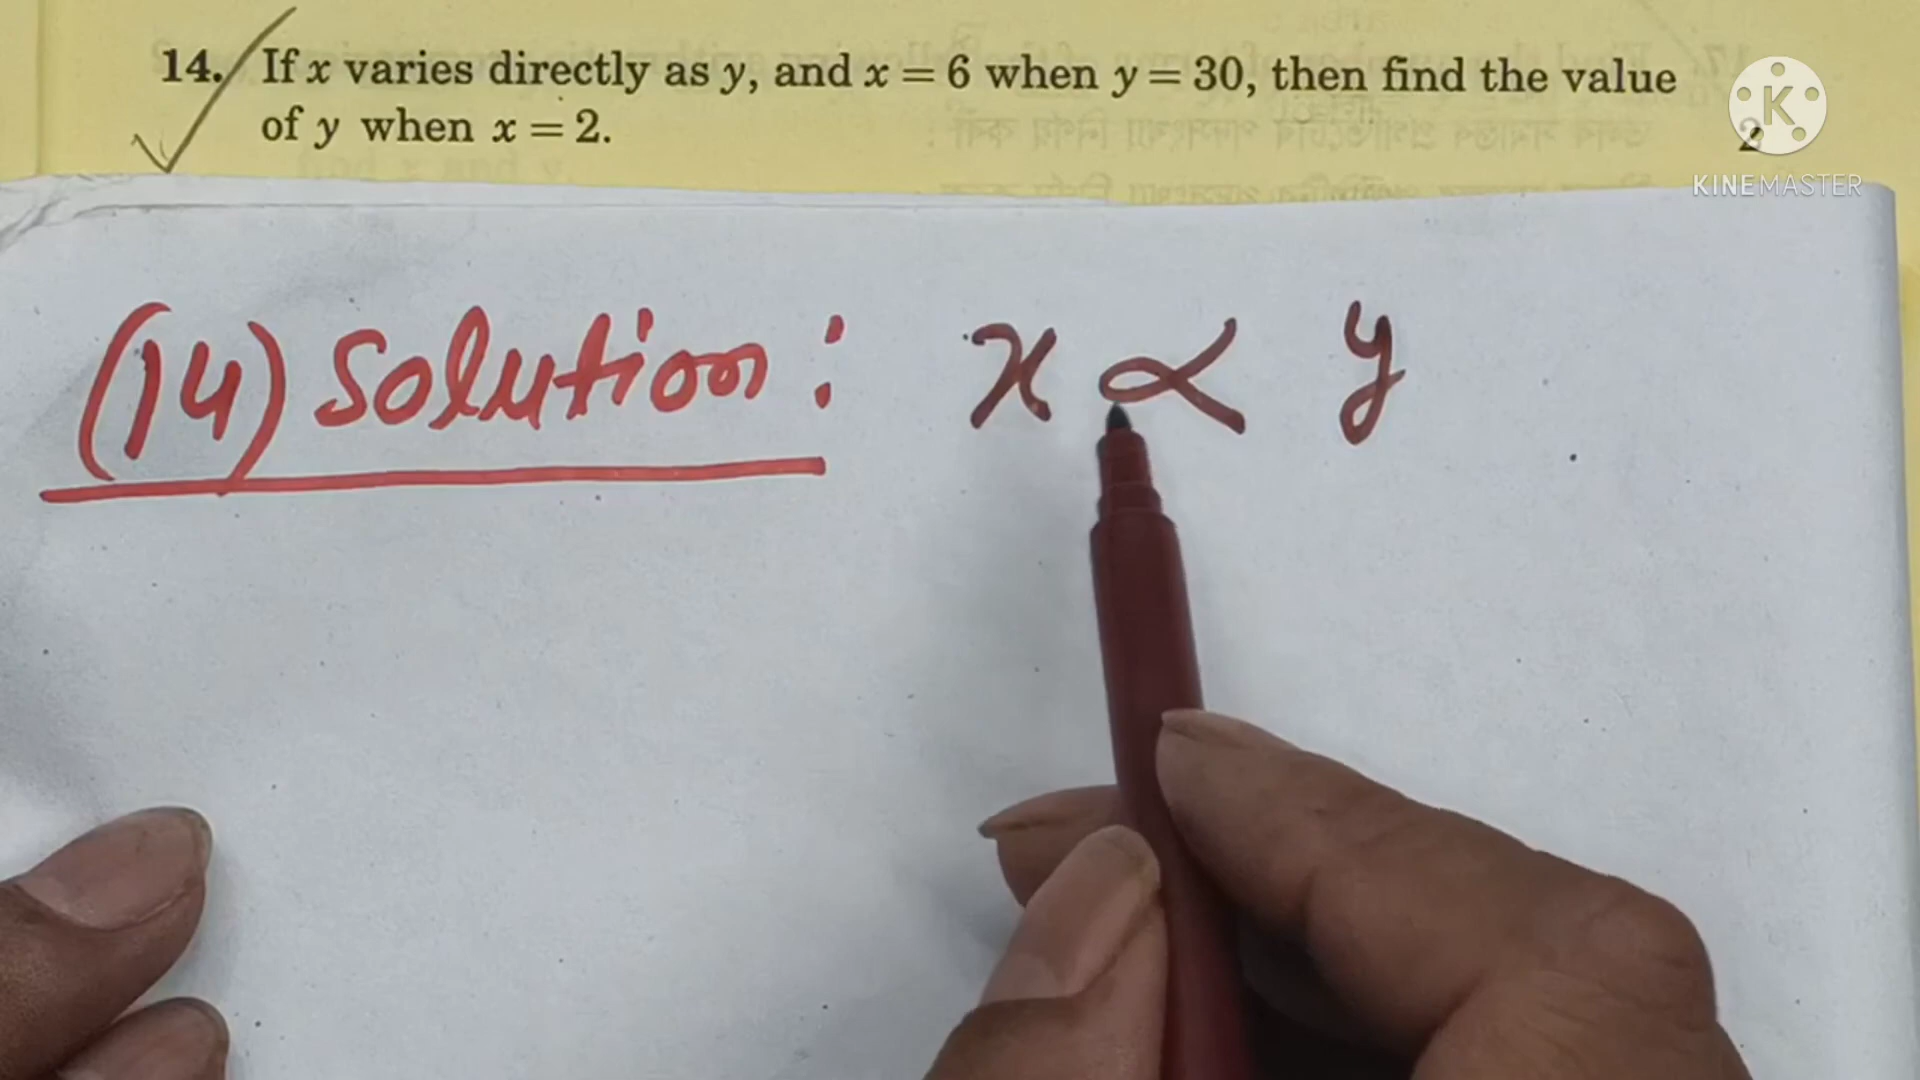 14. If x varies directly as y, and x = 6 when y = 30, then find the value
of y when x = 2.
2
K
KINEMASTER
(14) Solution : x ∝ y